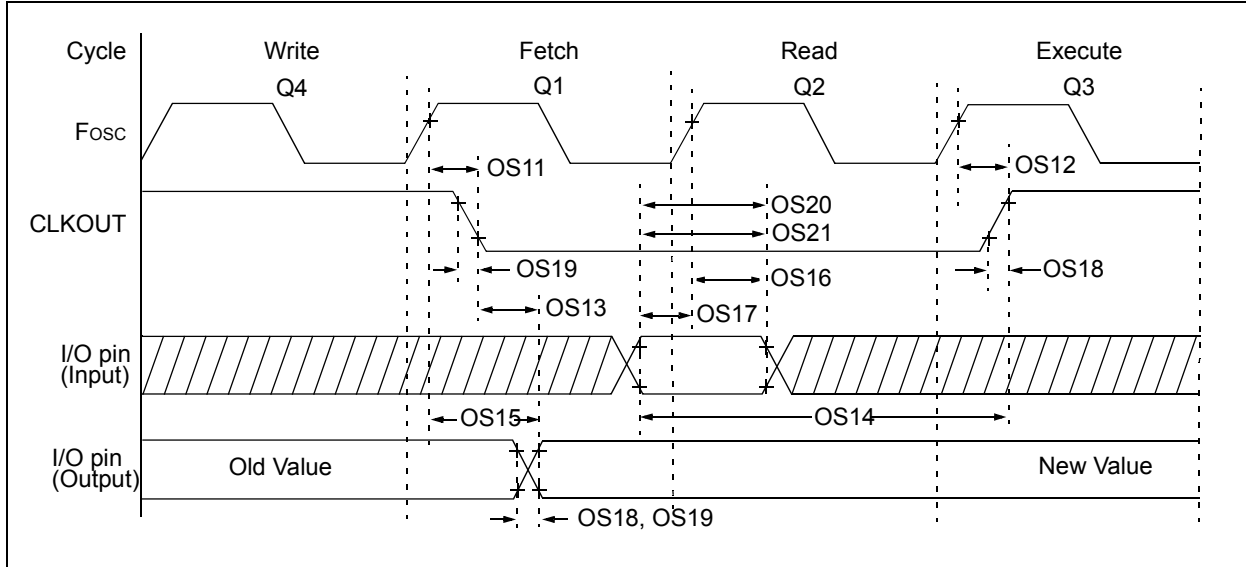 Cycle Write Fetch Read Execute
Q4 Q1 Q2 Q3
FOSC
OS11 OS12
CLKOUT
OS20
OS21
OS19 OS16 OS18
OS13 OS17
I/O pin
(Input)
OS15 OS14
I/O pin
(Output)
Old Value New Value
OS18, OS19